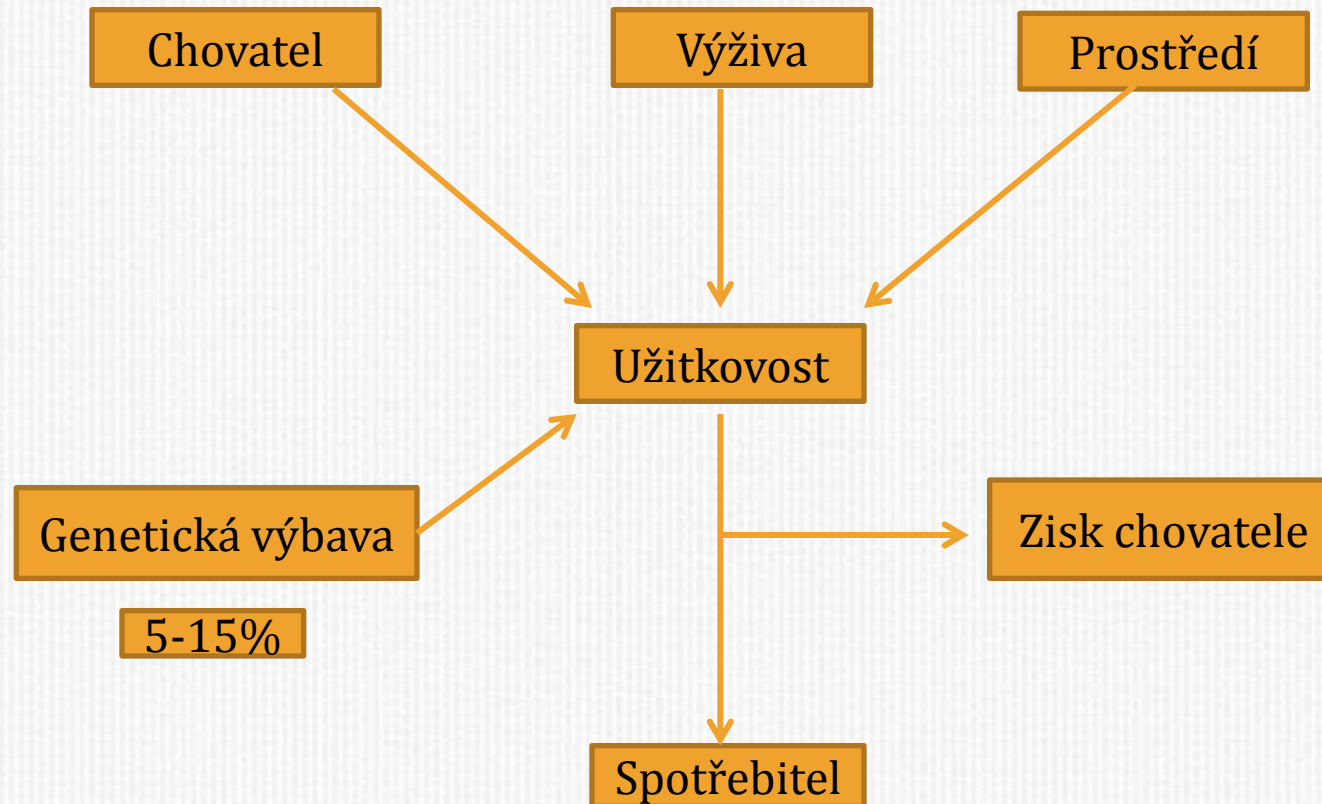 Chovatel
Výživa
Prostředí
Užitkovost
Genetická výbava
Zisk chovatele
5-15%
Spotřebitel